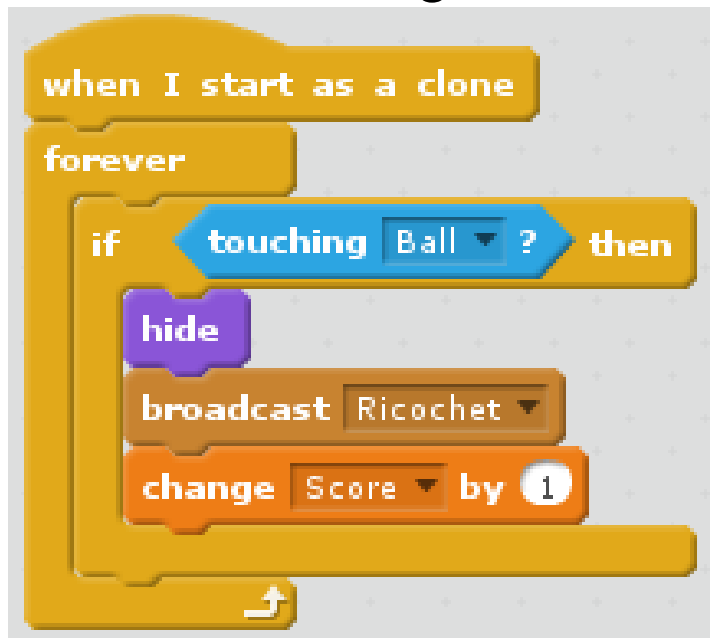 when I start as a clone
forever
if touching Ball ? then
hide
broadcast Ricochet
change Score by 1